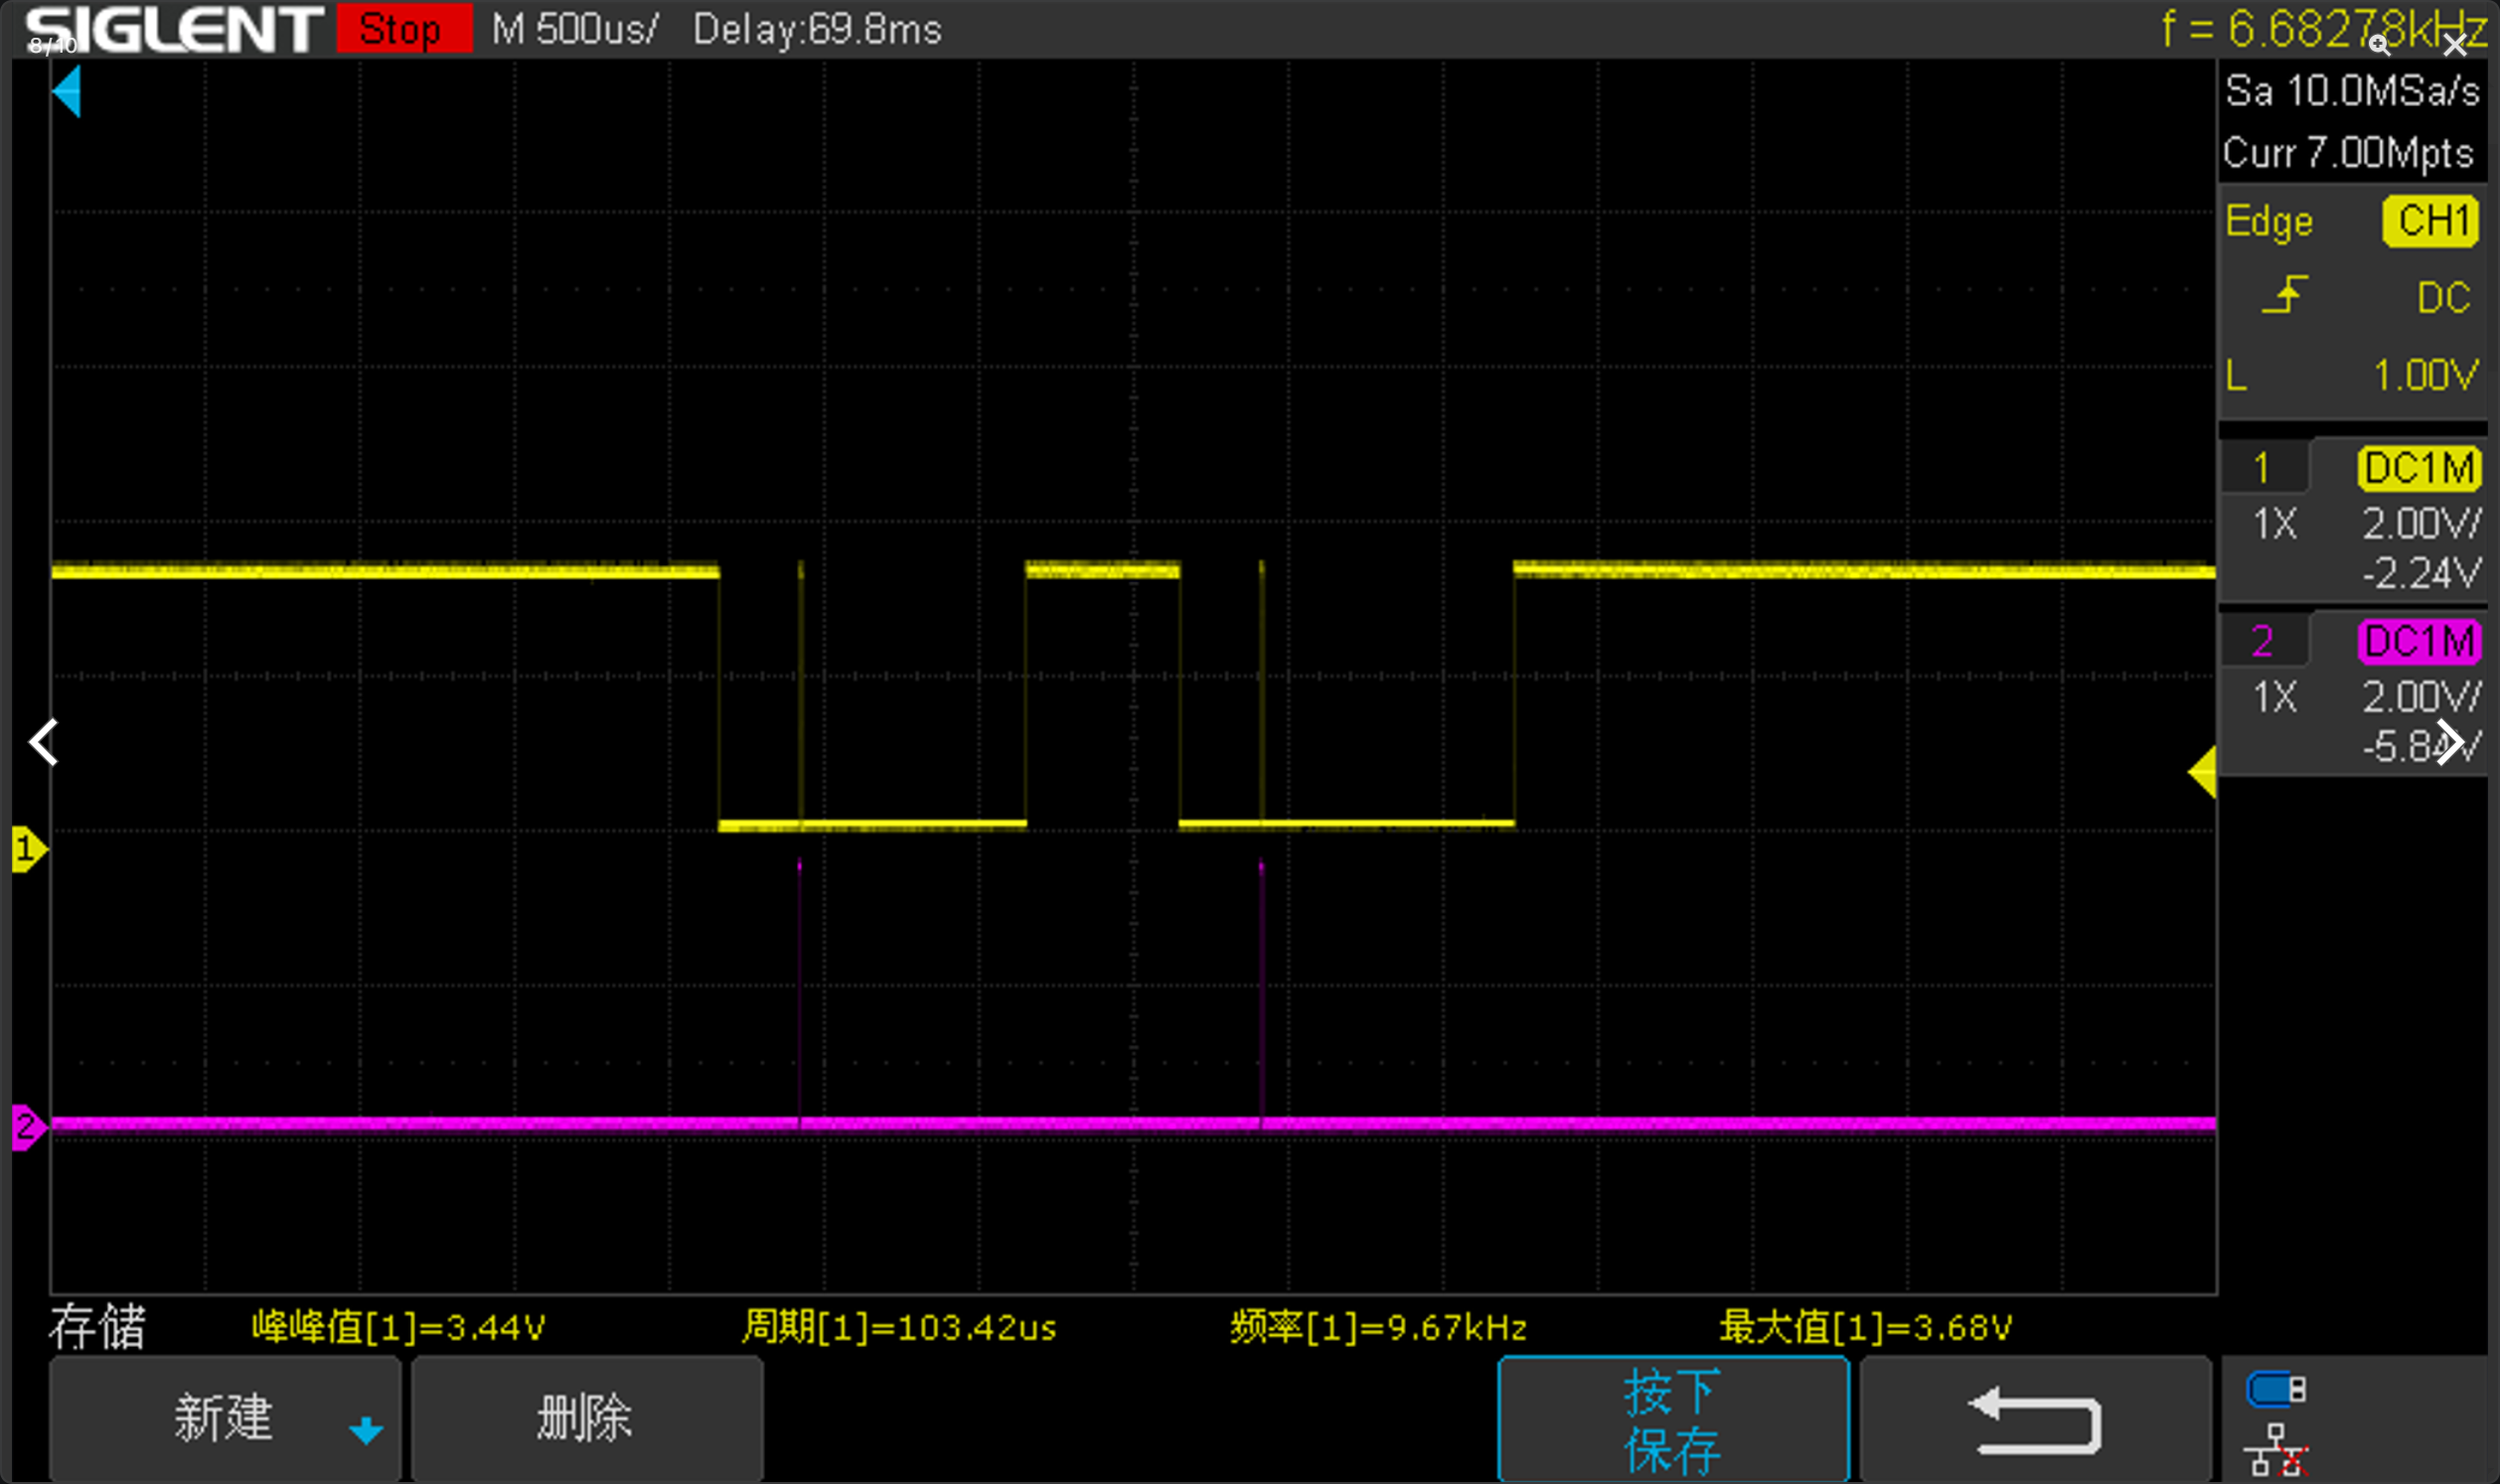 SIGLENT Stop M 500us/ Delay:69.8ms f = 6.68278kHz
8/10
Sa 10.0MSa/s
Curr 7.00Mpts
Edge CH1
DC
L 1.00V
1 DC1M
1X 2.00V/
-2.24V
2 DC1M
1X 2.00V/
-5.84V
1
2
存储 峰峰值[1]=3.44V 周期[1]=103.42us 频率[1]=9.67kHz 最大值[1]=3.68V
新建 删除 按下
保存